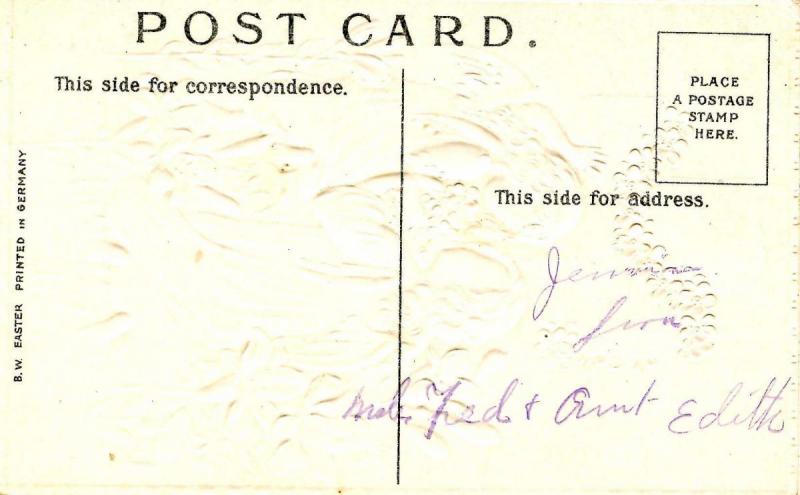 POST CARD.
This side for correspondence.
PLACE
A POSTAGE
STAMP
HERE.
This side for address.
from
Fred & Aunt Edith
B.W. EASTER PRINTED IN GERMANY